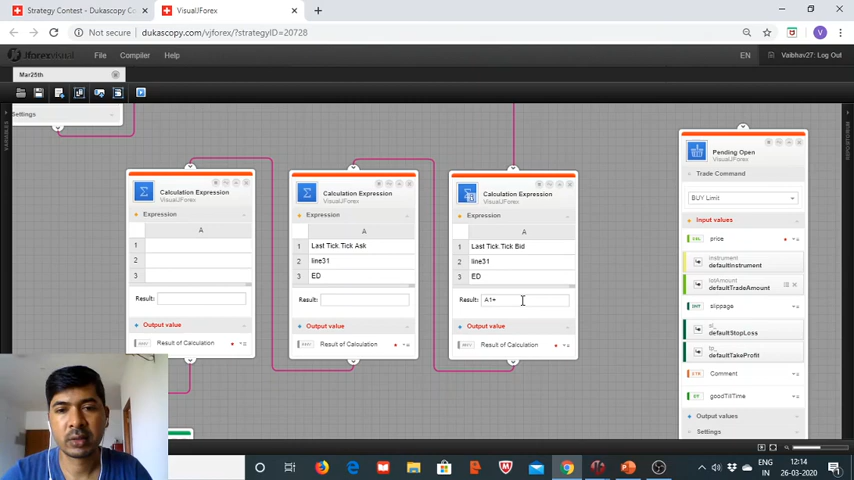 Strategy Contest - Dukascopy C
VisualJForex
Not secure
dukascopy.com/vjforex/?strategyID=20728
V
JForexvisual
File
Compiler
Help
EN
Vaibhav27: Log Out
Mar25th
VARIABLES
Settings
Calculation Expression
VisualJForex
Expression
A
1
2
3
Result:
Output value
Result of Calculation
Calculation Expression
VisualJForex
Expression
A
1 Last Tick.Tick Ask
2 line31
3 ED
Result:
Output value
Result of Calculation
Calculation Expression
VisualJForex
Expression
A
1 Last Tick.Tick Bid
2 line31
3 ED
Result: A1+
Output value
Result of Calculation
Pending Open
VisualJForex
Trade Command
BUY Limit
Input values
price
instrument
defaultInstrument
lotAmount
defaultTradeAmount
slippage
sl_
defaultStopLoss
tp_
defaultTakeProfit
Comment
goodTillTime
Output values
Settings
REPOSITORIUM
ENG
IN
12:14
26-03-2020